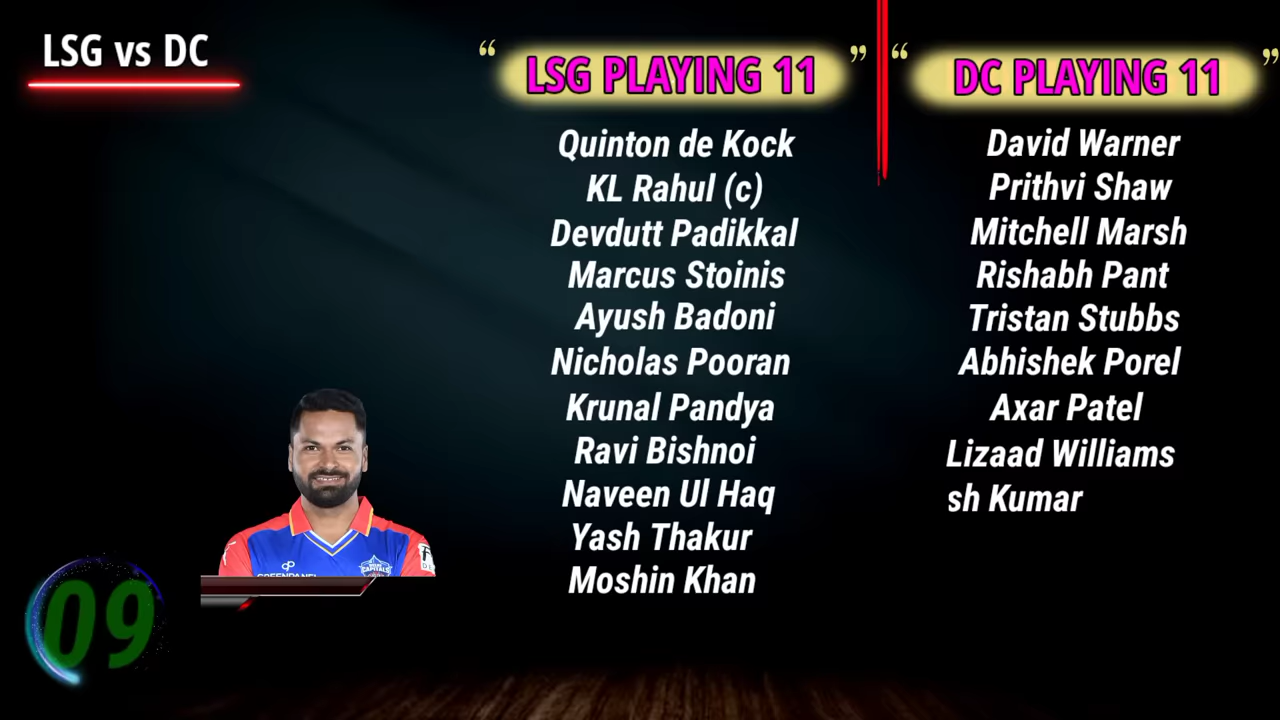 LSG vs DC
“ LSG PLAYING 11 ”
Quinton de Kock
KL Rahul (c)
Devdutt Padikkal
Marcus Stoinis
Ayush Badoni
Nicholas Pooran
Krunal Pandya
Ravi Bishnoi
Naveen Ul Haq
Yash Thakur
Moshin Khan
“ DC PLAYING 11 ”
David Warner
Prithvi Shaw
Mitchell Marsh
Rishabh Pant
Tristan Stubbs
Abhishek Porel
Axar Patel
Lizaad Williams
sh Kumar
CAPITALS
09